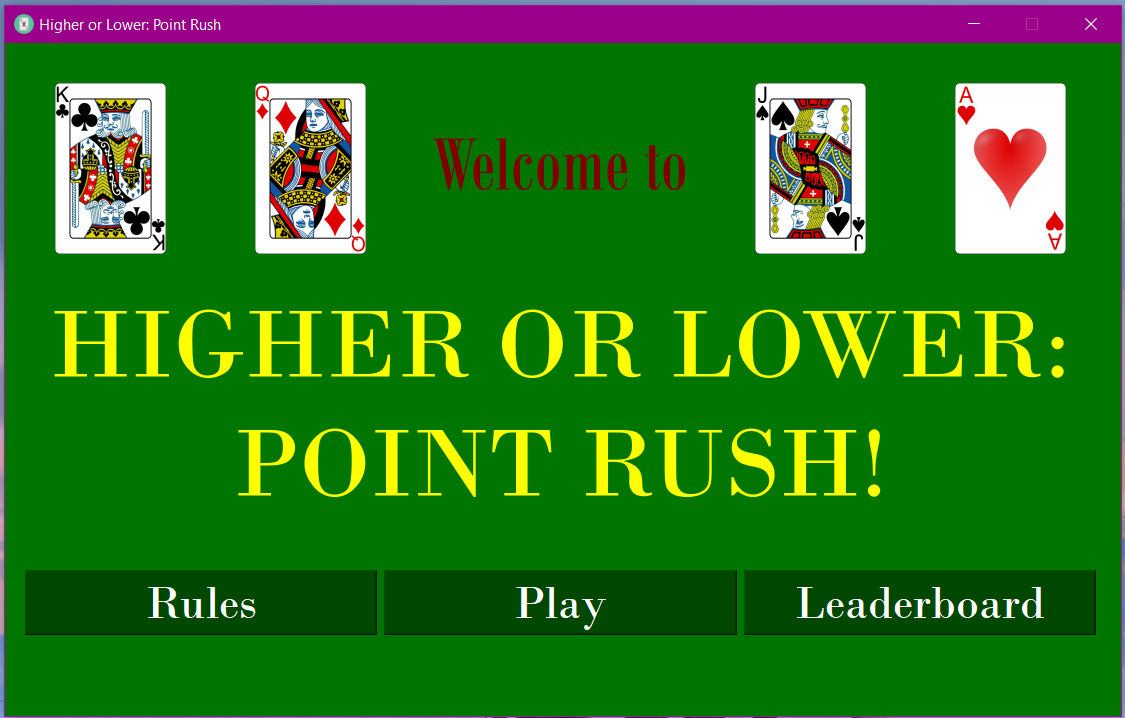 Higher or Lower: Point Rush
K
Q
J
A
Welcome to
K
Q
J
A
HIGHER OR LOWER:
POINT RUSH!
Rules
Play
Leaderboard